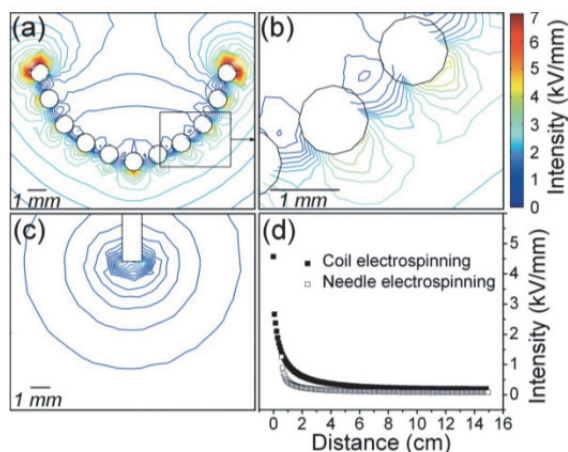 (a)
1 mm
(b)
1 mm
7
6
5
4
3
2
1
0
Intensity (kV/mm)
(c)
1 mm
(d)
Coil electrospinning
Needle electrospinning
5
4
3
2
1
0
Intensity (kV/mm)
0 2 4 6 8 10 12 14 16
Distance (cm)